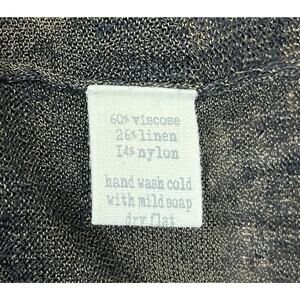 60% viscose
26% linen
14% nylon
hand wash cold
with mild soap
dry flat